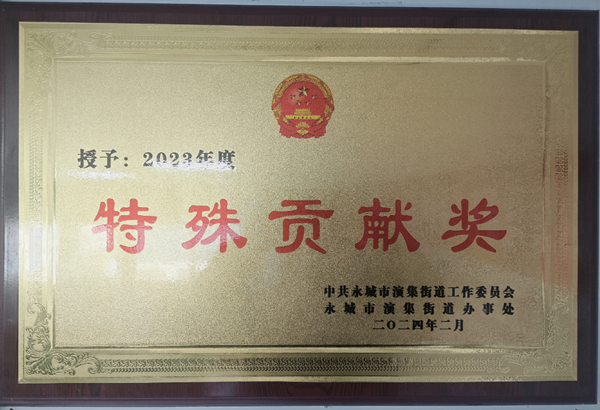 授予：2023年度
特殊贡献奖
中共永城市演集街道工作委员会
永城市演集街道办事处
二〇二四年二月